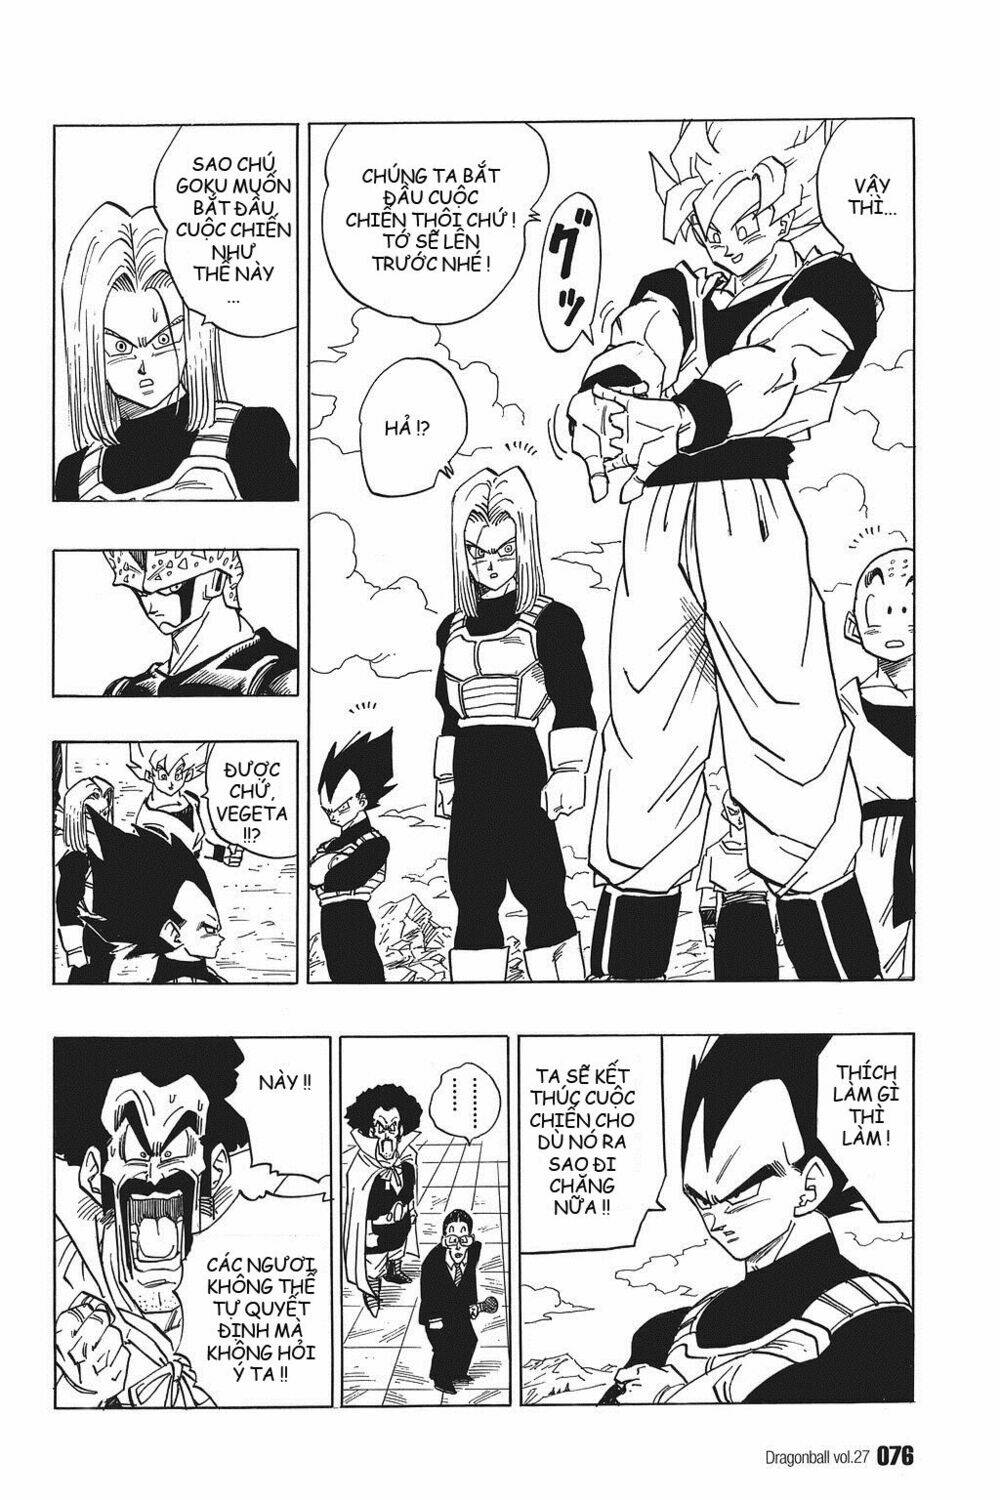 VẬY
THÌ...
CHÚNG TA BẮT
ĐẦU CUỘC
CHIẾN THÔI CHỨ !
TỚ SẼ LÊN
TRƯỚC NHÉ !
グッ
HẢ !?
SAO CHÚ
GOKU MUỐN
BẮT ĐẦU
CUỘC CHIẾN
NHƯ
THẾ NÀY
...
ĐƯỢC
CHỨ,
VEGETA
!!?
THÍCH
LÀM GÌ
THÌ
LÀM !
TA SẼ KẾT
THÚC CUỘC
CHIẾN CHO
DÙ NÓ RA
SAO ĐI
CHĂNG
NỮA !!
......
......
NÀY !!
CÁC NGƯƠI
KHÔNG THỂ
TỰ QUYẾT
ĐỊNH MÀ
KHÔNG HỎI
Ý TA !!
Dragonball vol.27 076